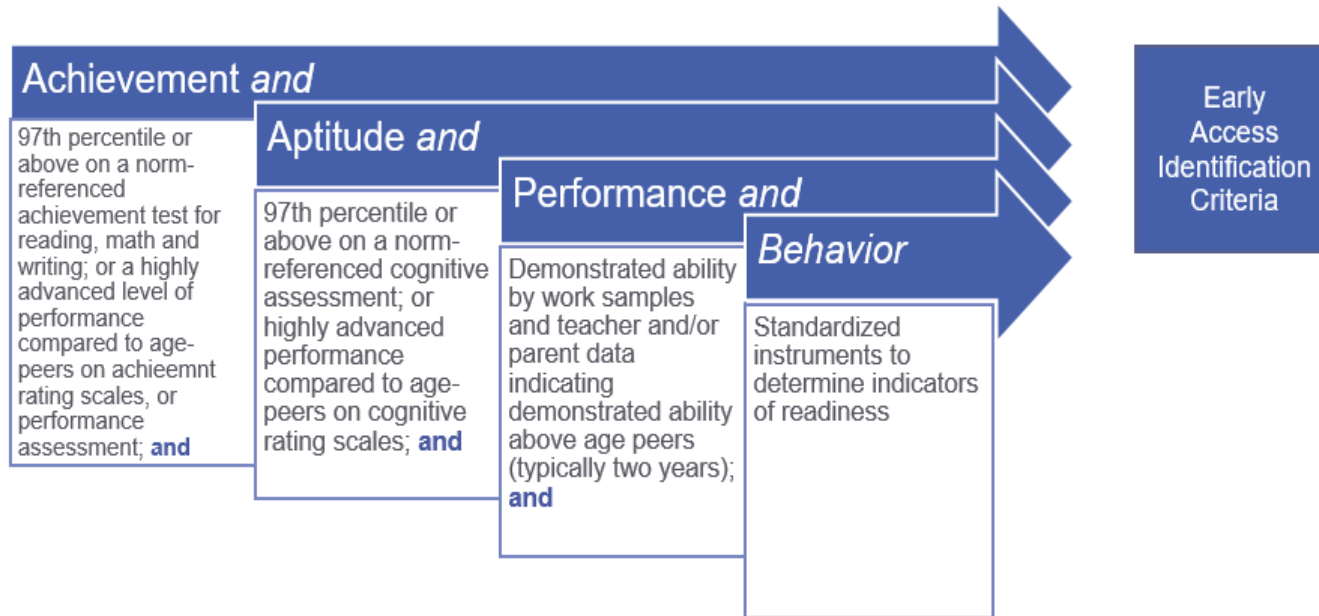 Achievement and
97th percentile or
above on a norm-
referenced
achievement test for
reading, math and
writing; or a highly
advanced level of
performance
compared to age-
peers on achieemnt
rating scales, or
performance
assessment; and
Aptitude and
97th percentile or
above on a norm-
referenced cognitive
assessment; or
highly advanced
performance
compared to age-
peers on cognitive
rating scales; and
Performance and
Demonstrated ability
by work samples
and teacher and/or
parent data
indicating
demonstrated ability
above age peers
(typically two years);
and
Behavior
Standardized
instruments to
determine indicators
of readiness
Early
Access
Identification
Criteria